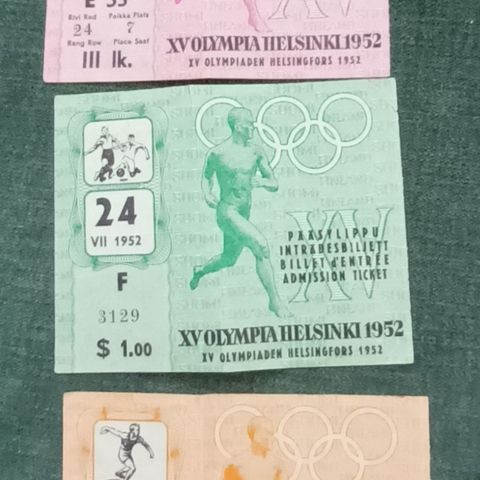 E 35
Rivi Rad Paikka Plats
24 7
Rang Row Place Seat
III lk.
XV OLYMPIA HELSINKI 1952
XV OLYMPIADEN HELSINGFORS 1952
24
VII 1952
F
3129
$ 1.00
XV
PÄÄSYLIPPU
INTRÄDESBILJETT
BILLET d'ENTRÉE
ADMISSION TICKET
XV OLYMPIA HELSINKI 1952
XV OLYMPIADEN HELSINGFORS 1952